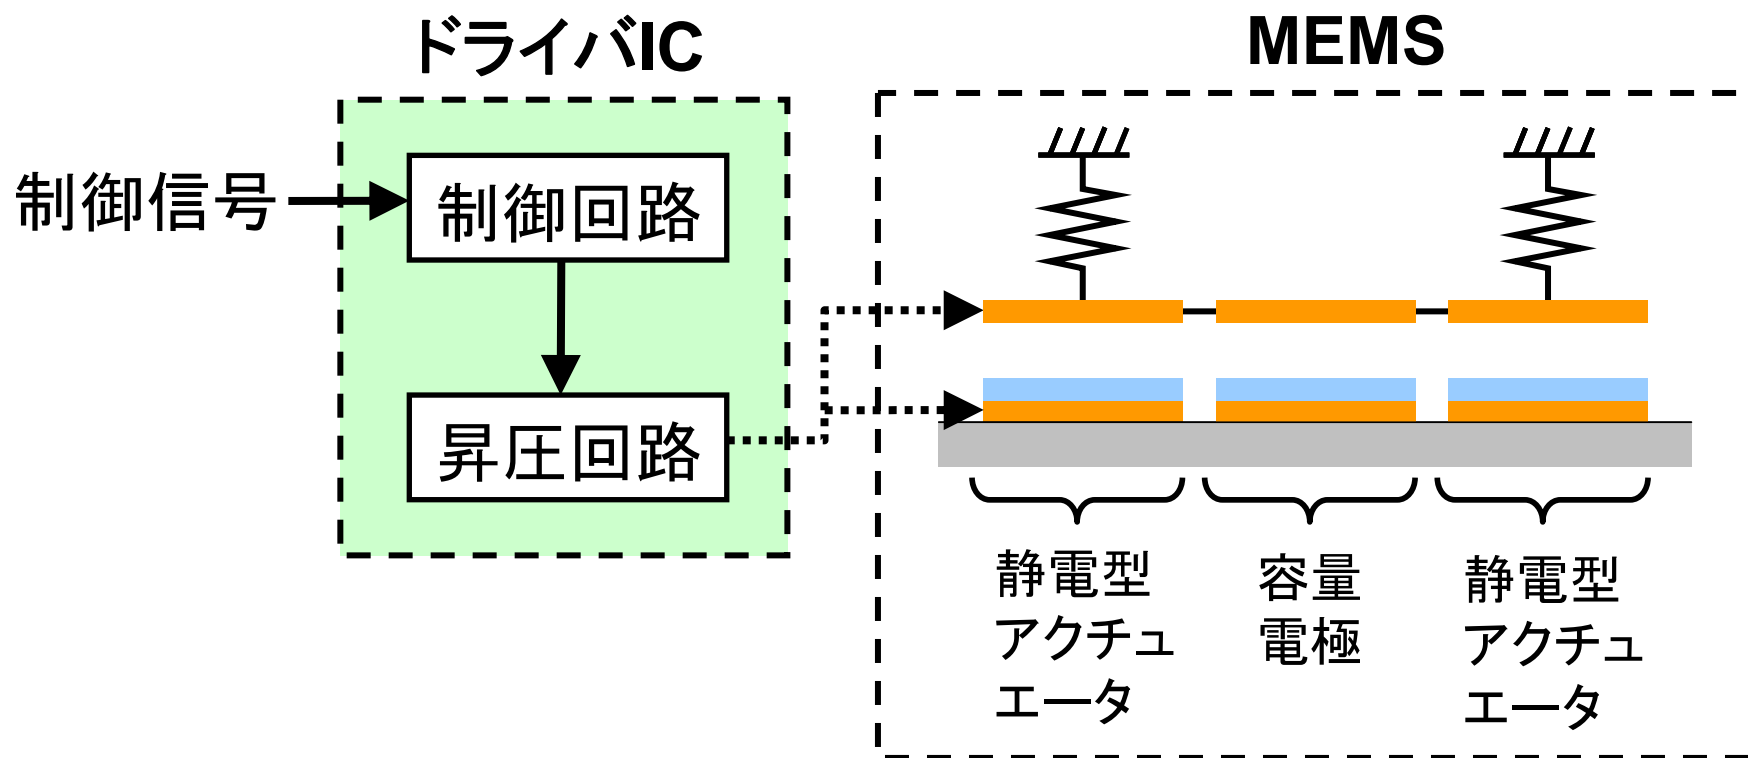 ドライバIC
MEMS
制御信号
制御回路
昇圧回路
静電型
アクチュ
エータ
容量
電極
静電型
アクチュ
エータ